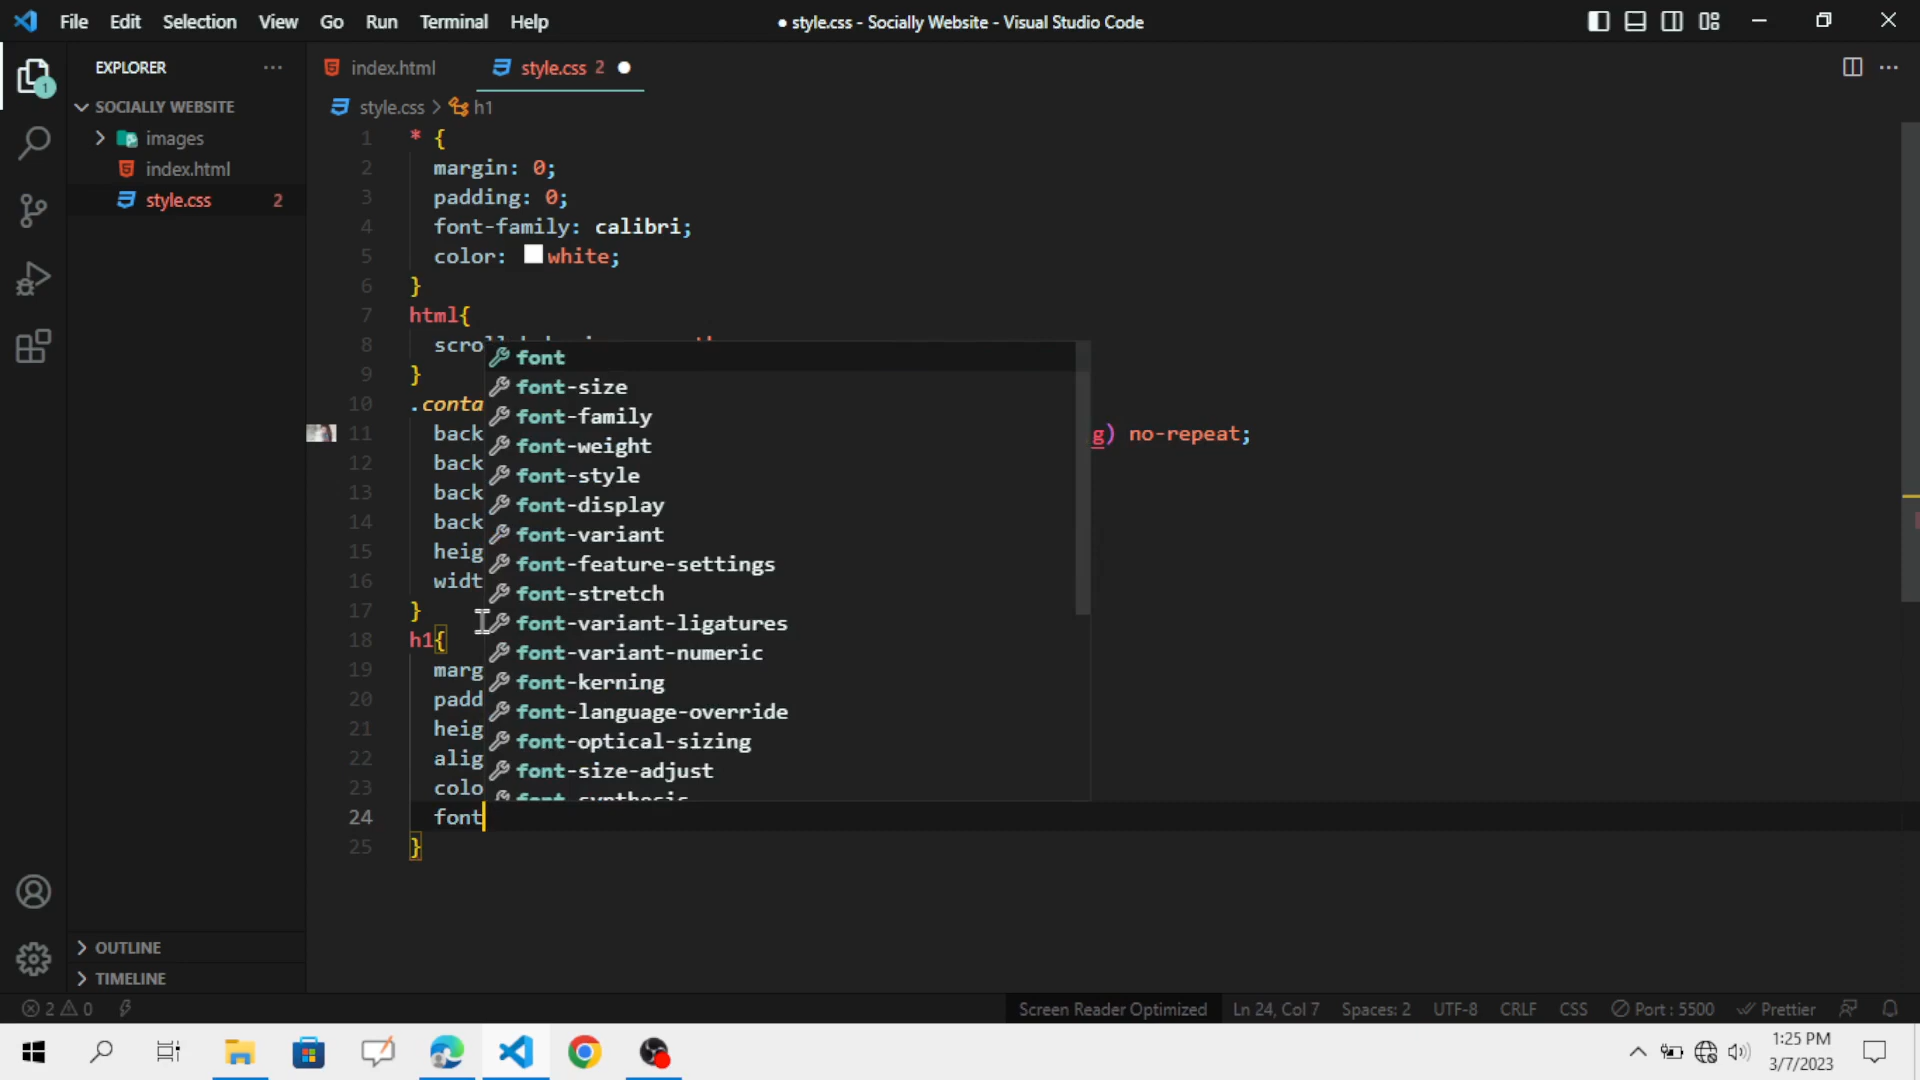 File Edit Selection View Go Run Terminal Help
● style.css - Socially Website - Visual Studio Code
EXPLORER
SOCIALLY WEBSITE
images
index.html
style.css 2
OUTLINE
TIMELINE
index.html
style.css 2
style.css > h1
1 * {
2 margin: 0;
3 padding: 0;
4 font-family: calibri;
5 color: white;
6 }
7 html{
8 scro
9 }
10 .conta
11 back g) no-repeat;
12 back
13 back
14 back
15 heig
16 widt
17 }
18 h1{
19 marg
20 padd
21 heig
22 alig
23 colo
24 font
25 }
font
font-size
font-family
font-weight
font-style
font-display
font-variant
font-feature-settings
font-stretch
font-variant-ligatures
font-variant-numeric
font-kerning
font-language-override
font-optical-sizing
font-size-adjust
1
2 0
Screen Reader Optimized Ln 24, Col 7 Spaces: 2 UTF-8 CRLF CSS Port : 5500 Prettier
1:25 PM
3/7/2023